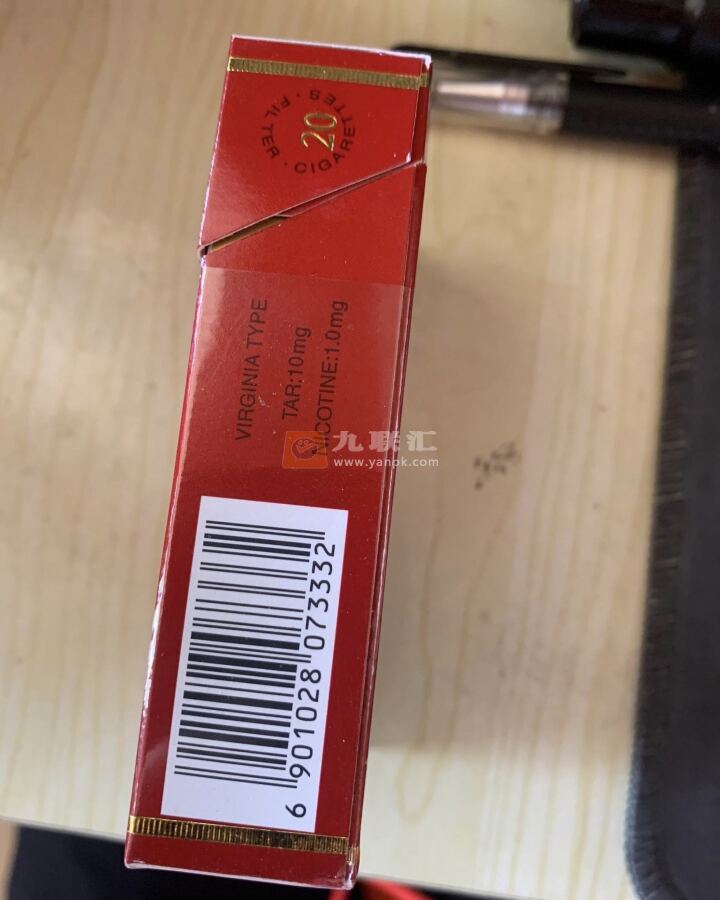 FILTER · CIGARETTES ·
20
VIRGINIA TYPE
TAR:10mg
NICOTINE:1.0mg
九联汇
www.yanpk.com
6 901028 073332